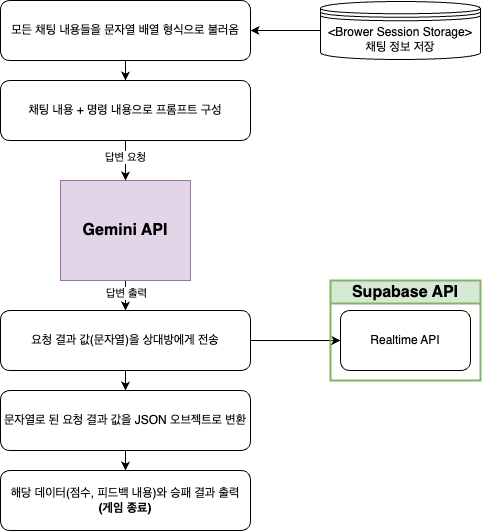 모든 채팅 내용들을 문자열 배열 형식으로 불러옴
<Brower Session Storage>
채팅 정보 저장
채팅 내용 + 명령 내용으로 프롬프트 구성
답변 요청
Gemini API
답변 출력
요청 결과 값(문자열)을 상대방에게 전송
Supabase API
Realtime API
문자열로 된 요청 결과 값을 JSON 오브젝트로 변환
해당 데이터(점수, 피드백 내용)와 승패 결과 출력
(게임 종료)